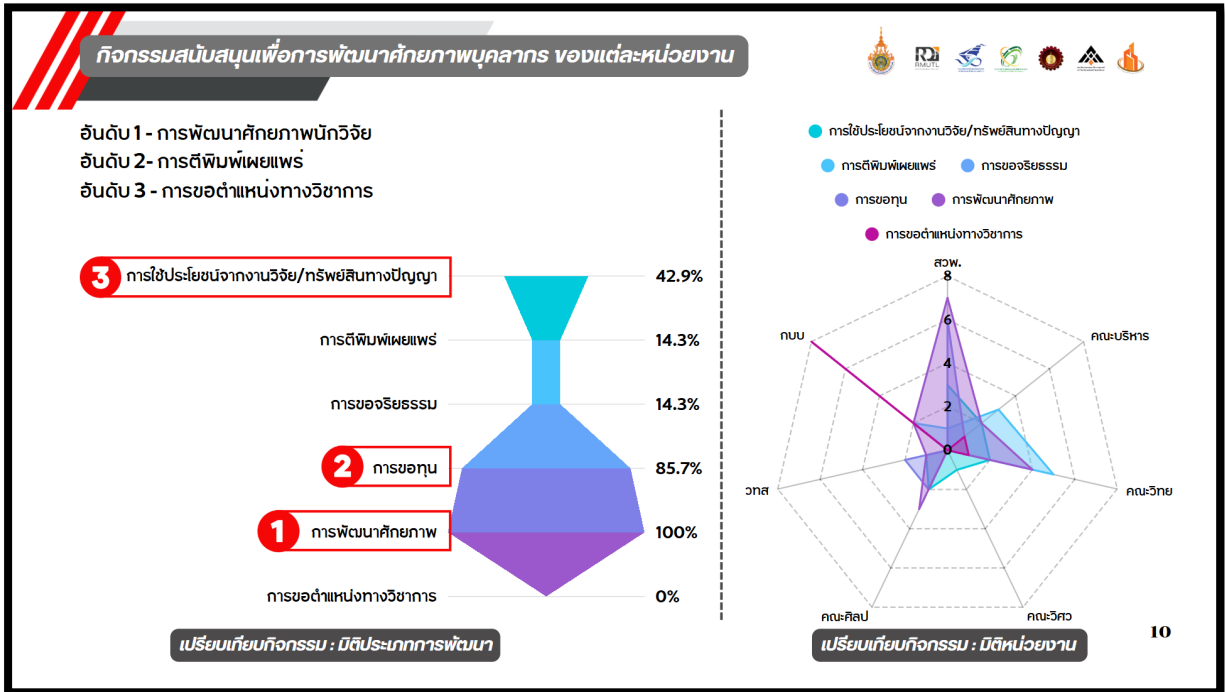 กิจกรรมสนับสนุนเพื่อการพัฒนาศักยภาพบุคลากร ของแต่ละหน่วยงาน
RDI
RMUTL
อันดับ 1 - การพัฒนาศักยภาพนักวิจัย
อันดับ 2- การตีพิมพ์เผยแพร่
อันดับ 3 - การขอตำแหน่งทางวิชาการ
3 การใช้ประโยชน์จากงานวิจัย/ทรัพย์สินทางปัญญา 42.9%
การตีพิมพ์เผยแพร่ 14.3%
การขอจริยธรรม 14.3%
2 การขอทุน 85.7%
1 การพัฒนาศักยภาพ 100%
การขอตำแหน่งทางวิชาการ 0%
เปรียบเทียบกิจกรรม : มิติประเภทการพัฒนา
การใช้ประโยชน์จากงานวิจัย/ทรัพย์สินทางปัญญา
การตีพิมพ์เผยแพร่ การขอจริยธรรม
การขอทุน การพัฒนาศักยภาพ
การขอตำแหน่งทางวิชาการ
สวพ.
8
6
กบบ คณะบริหาร
4
2
0
วทส คณะวิทย
คณะศิลป คณะวิศว
เปรียบเทียบกิจกรรม : มิติหน่วยงาน
10